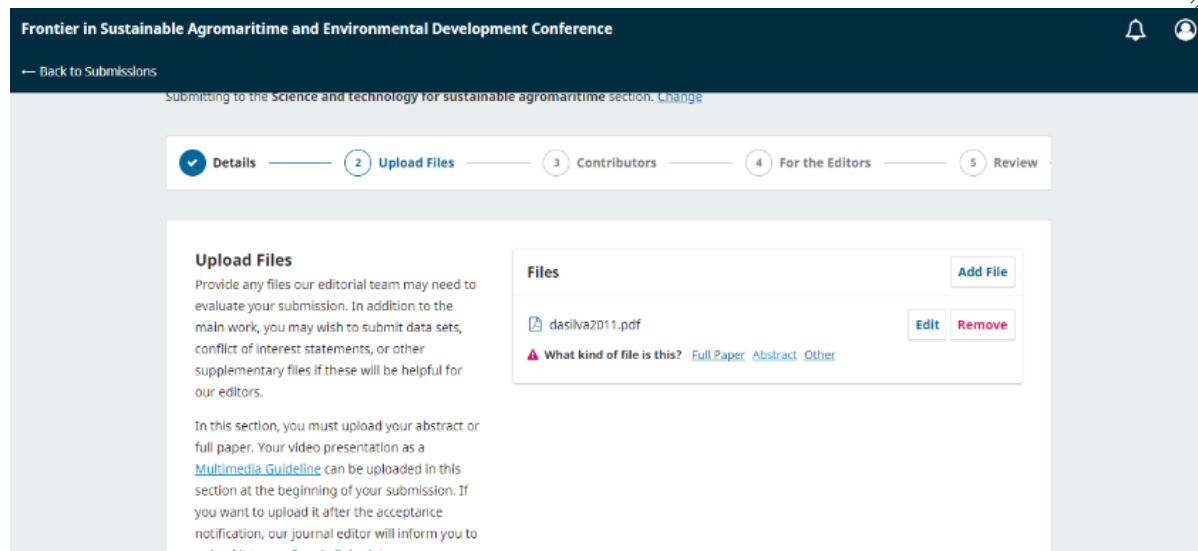 Frontier in Sustainable Agromaritime and Environmental Development Conference
← Back to Submissions
Submitting to the Science and technology for sustainable agromaritime section. Change
Details
2 Upload Files
3 Contributors
4 For the Editors
5 Review
Upload Files
Provide any files our editorial team may need to
evaluate your submission. In addition to the
main work, you may wish to submit data sets,
conflict of interest statements, or other
supplementary files if these will be helpful for
our editors.
In this section, you must upload your abstract or
full paper. Your video presentation as a
Multimedia Guideline can be uploaded in this
section at the beginning of your submission. If
you want to upload it after the acceptance
notification, our journal editor will inform you to
Files
Add File
dasilva2011.pdf
Edit
Remove
What kind of file is this? Full Paper Abstract Other